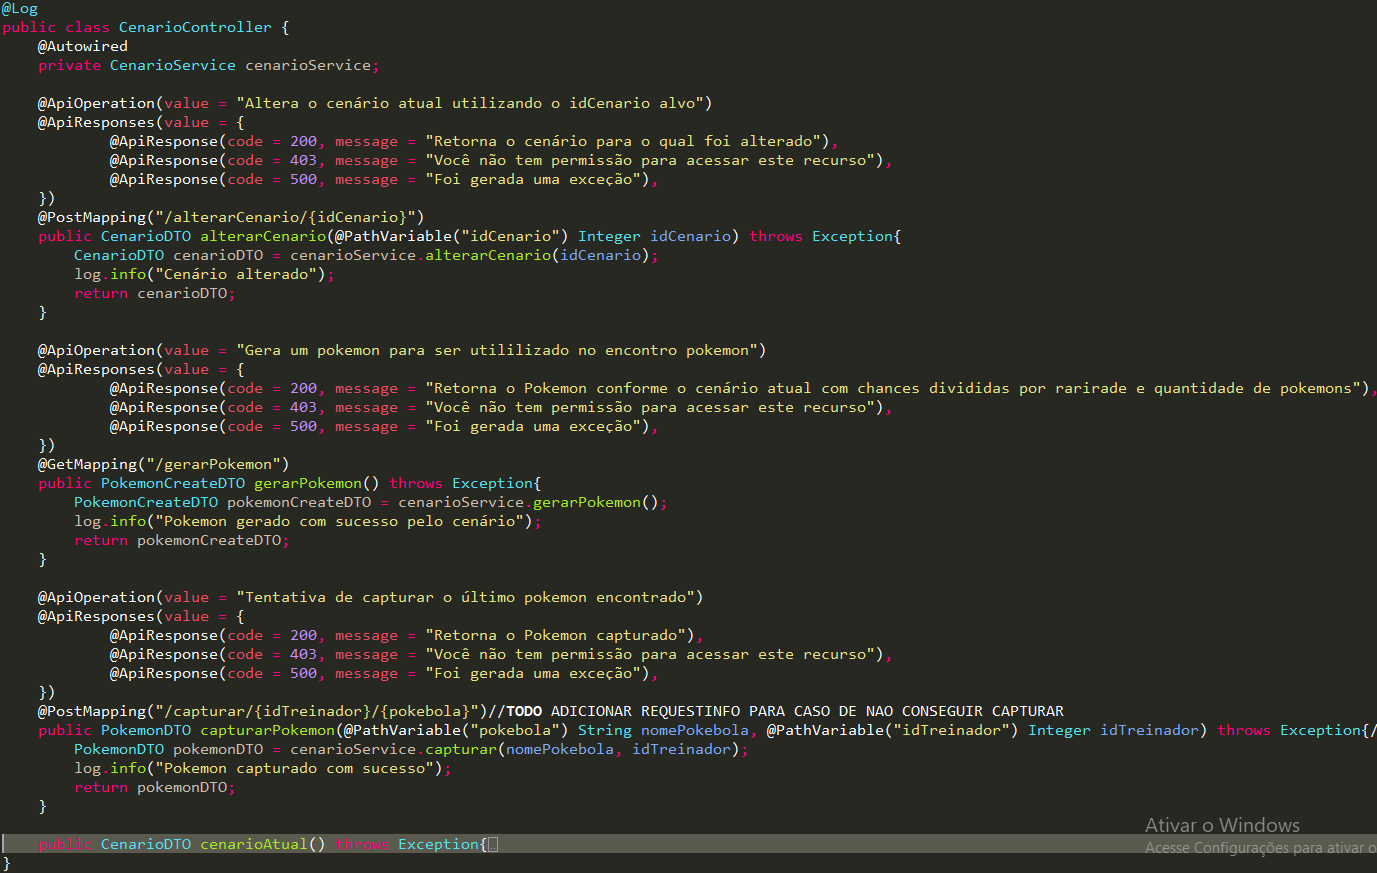 @Log
public class CenarioController {
    @Autowired
    private CenarioService cenarioService;

    @ApiOperation(value = "Altera o cenário atual utilizando o idCenario alvo")
    @ApiResponses(value = {
            @ApiResponse(code = 200, message = "Retorna o cenário para o qual foi alterado"),
            @ApiResponse(code = 403, message = "Você não tem permissão para acessar este recurso"),
            @ApiResponse(code = 500, message = "Foi gerada uma exceção"),
    })
    @PostMapping("/alterarCenario/{idCenario}")
    public CenarioDTO alterarCenario(@PathVariable("idCenario") Integer idCenario) throws Exception{
        CenarioDTO cenarioDTO = cenarioService.alterarCenario(idCenario);
        log.info("Cenário alterado");
        return cenarioDTO;
    }

    @ApiOperation(value = "Gera um pokemon para ser utililizado no encontro pokemon")
    @ApiResponses(value = {
            @ApiResponse(code = 200, message = "Retorna o Pokemon conforme o cenário atual com chances divididas por rarirade e quantidade de pokemons"),
            @ApiResponse(code = 403, message = "Você não tem permissão para acessar este recurso"),
            @ApiResponse(code = 500, message = "Foi gerada uma exceção"),
    })
    @GetMapping("/gerarPokemon")
    public PokemonCreateDTO gerarPokemon() throws Exception{
        PokemonCreateDTO pokemonCreateDTO = cenarioService.gerarPokemon();
        log.info("Pokemon gerado com sucesso pelo cenário");
        return pokemonCreateDTO;
    }

    @ApiOperation(value = "Tentativa de capturar o último pokemon encontrado")
    @ApiResponses(value = {
            @ApiResponse(code = 200, message = "Retorna o Pokemon capturado"),
            @ApiResponse(code = 403, message = "Você não tem permissão para acessar este recurso"),
            @ApiResponse(code = 500, message = "Foi gerada uma exceção"),
    })
    @PostMapping("/capturar/{idTreinador}/{pokebola}")//TODO ADICIONAR REQUESTINFO PARA CASO DE NAO CONSEGUIR CAPTURAR
    public PokemonDTO capturarPokemon(@PathVariable("pokebola") String nomePokebola, @PathVariable("idTreinador") Integer idTreinador) throws Exception{/
        PokemonDTO pokemonDTO = cenarioService.capturar(nomePokebola, idTreinador);
        log.info("Pokemon capturado com sucesso");
        return pokemonDTO;
    }

    public CenarioDTO cenarioAtual() throws Exception{
}
Ativar o Windows
Acesse Configurações para ativar o